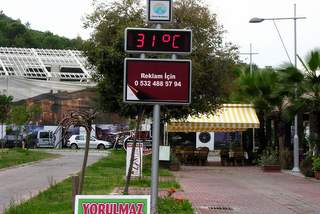 31°C
Reklam İçin
0 532 488 57 94
YORULMAZ